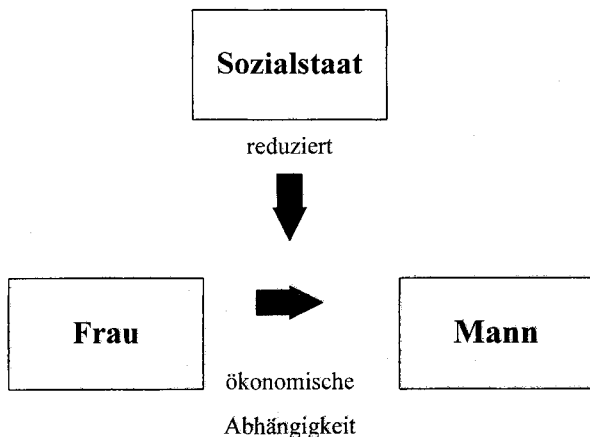 Sozialstaat
reduziert
Frau
Mann
ökonomische
Abhängigkeit